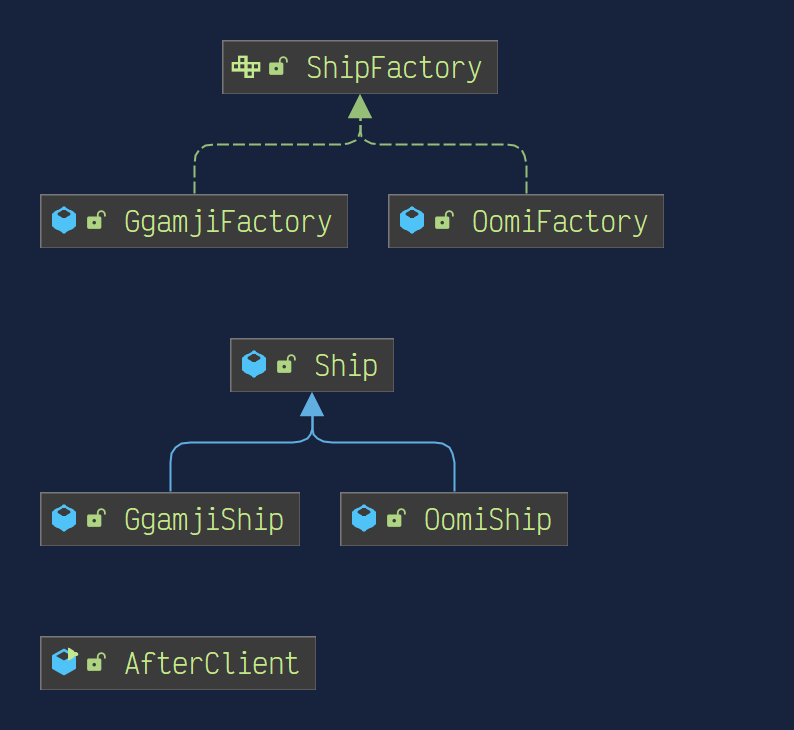 ShipFactory
GgamjiFactory
OomiFactory
Ship
GgamjiShip
OomiShip
AfterClient